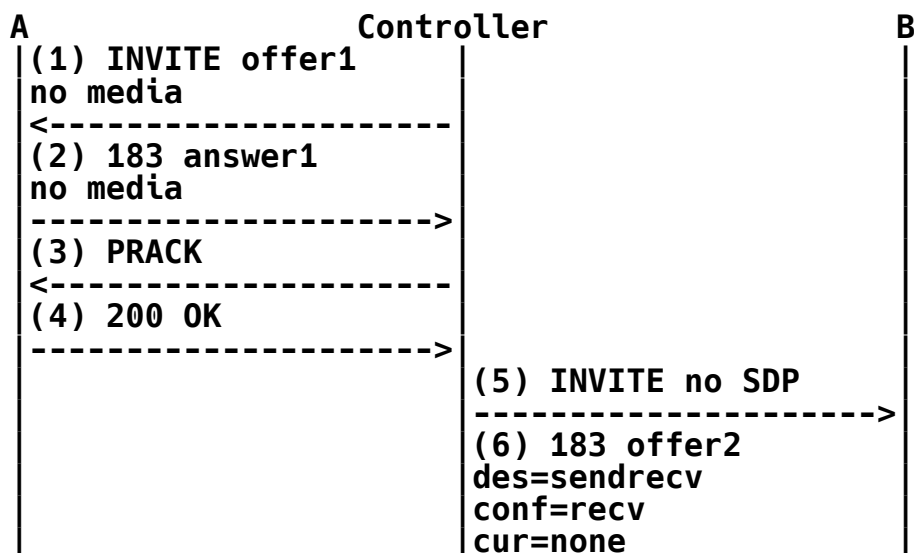 A                 Controller                  B
|(1) INVITE offer1     |                      |
|no media              |                      |
|<---------------------|                      |
|(2) 183 answer1       |                      |
|no media              |                      |
|--------------------->|                      |
|(3) PRACK             |                      |
|<---------------------|                      |
|(4) 200 OK            |                      |
|--------------------->|                      |
|                      |(5) INVITE no SDP     |
|                      |--------------------->|
|                      |(6) 183 offer2        |
|                      |des=sendrecv          |
|                      |conf=recv             |
|                      |cur=none              |